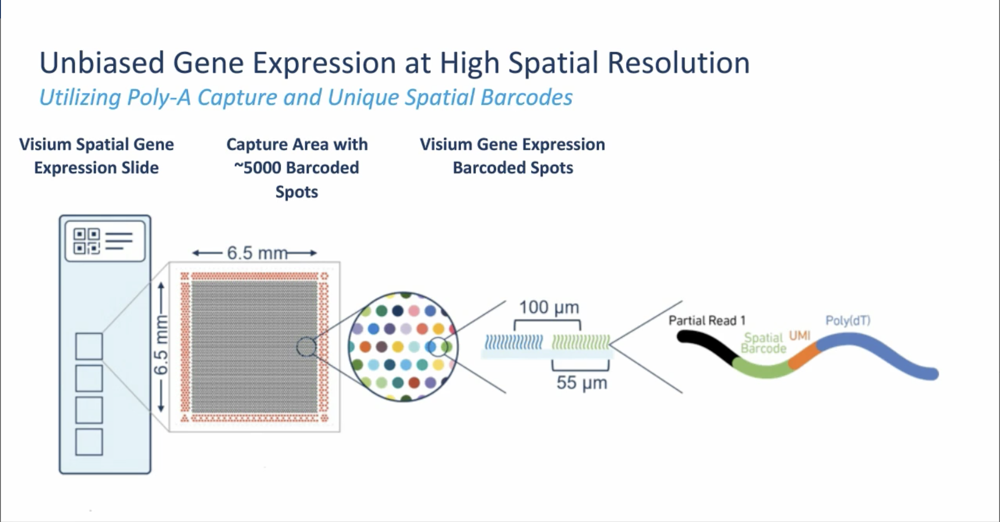 Unbiased Gene Expression at High Spatial Resolution
Utilizing Poly-A Capture and Unique Spatial Barcodes
Visium Spatial Gene
Expression Slide
Capture Area with
~5000 Barcoded
Spots
Visium Gene Expression
Barcoded Spots
6.5 mm
6.5 mm
100 µm
55 µm
Partial Read 1
Spatial
Barcode
UMI
Poly(dT)